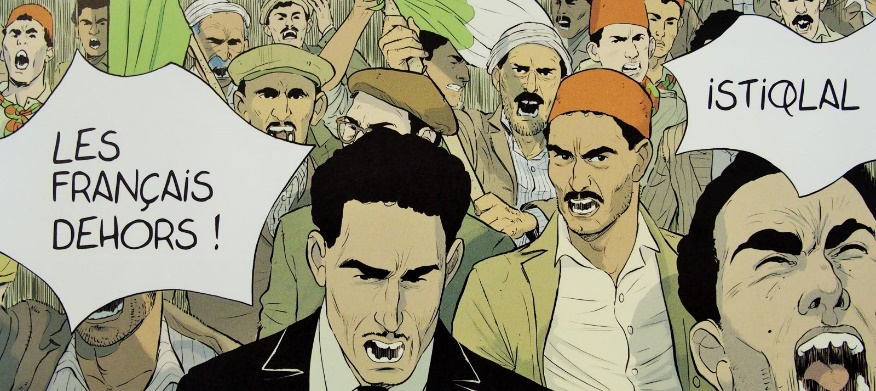 LES
FRANÇAIS
DEHORS !
ISTIQLAL